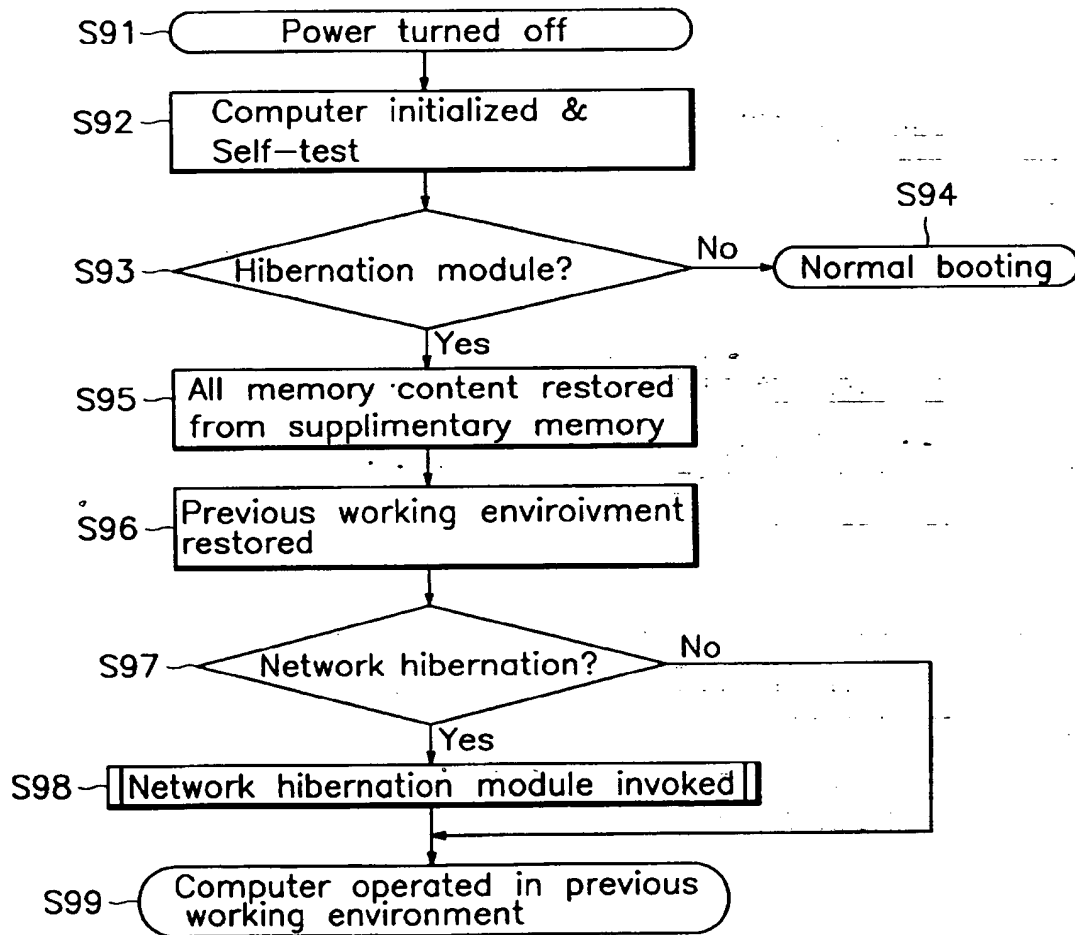 S91
Power turned off
S92
Computer initialized &
Self-test
S94
S93
Hibernation module?
No
Normal booting
Yes
S95
All memory content restored
from supplimentary memory
S96
Previous working enviroivment
restored
S97
Network hibernation?
No
Yes
S98
Network hibernation module invoked
S99
Computer operated in previous
working environment